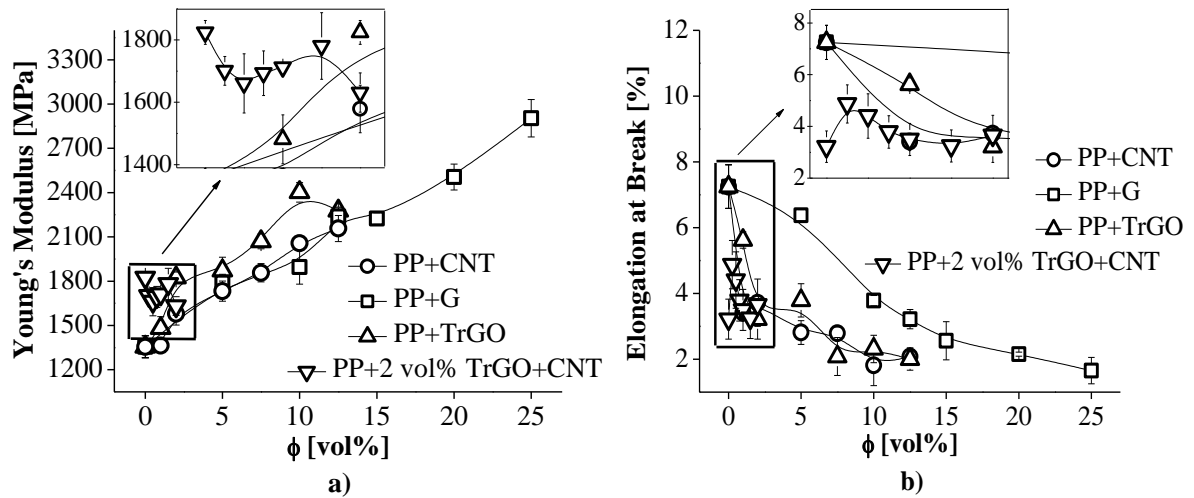 Young's Modulus [MPa]
3300
3000
2700
2400
2100
1800
1500
1200
1800
1600
1400
PP+CNT
PP+G
PP+TrGO
PP+2 vol% TrGO+CNT
0 5 10 15 20 25
ϕ [vol%]
a)
Elongation at Break [%]
12
10
8
6
4
2
8
6
4
2
PP+CNT
PP+G
PP+TrGO
PP+2 vol% TrGO+CNT
0 5 10 15 20 25
ϕ [vol%]
b)